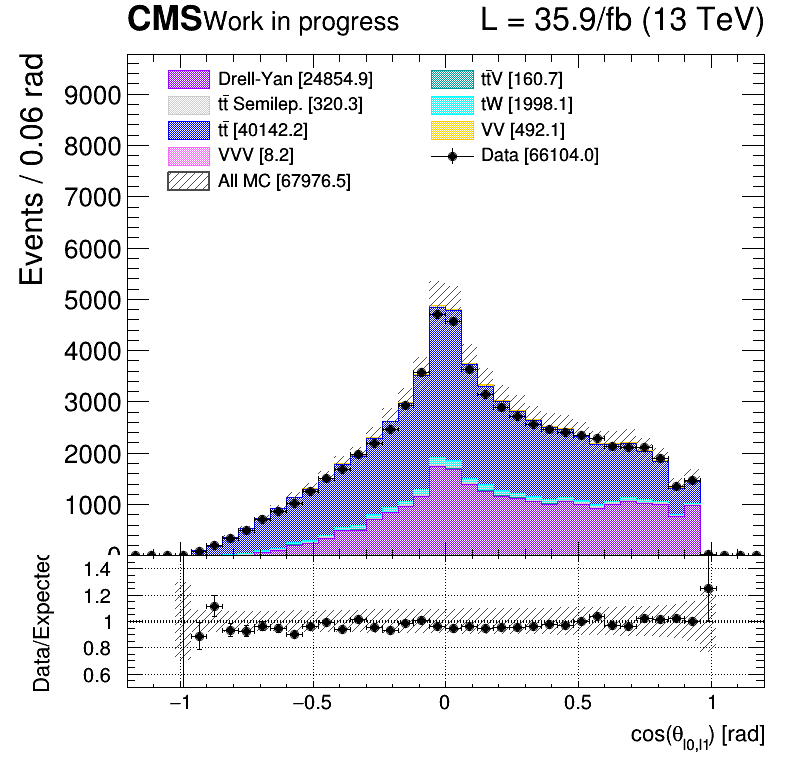 CMS Work in progress L = 35.9/fb (13 TeV)
Events / 0.06 rad
Drell-Yan [24854.9]
tt̄ Semilep. [320.3]
tt̄ [40142.2]
VVV [8.2]
All MC [67976.5]
tt̄V [160.7]
tW [1998.1]
VV [492.1]
Data [66104.0]
9000
8000
7000
6000
5000
4000
3000
2000
1000
0
Data/Expected
1.4
1.2
1
0.8
0.6
−1 −0.5 0 0.5 1
cos(θl0,l1) [rad]